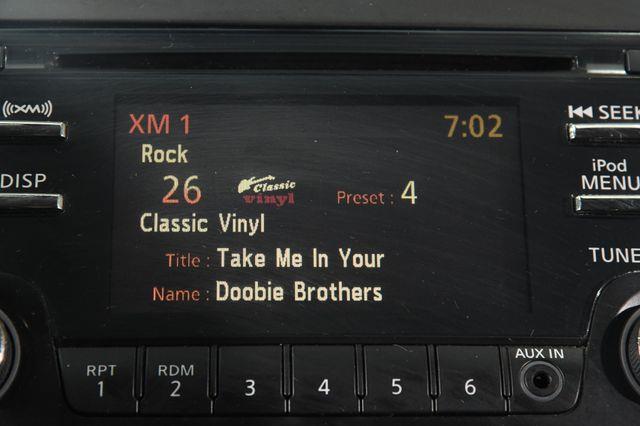 XM
XM 1
7:02
SEEK
Rock
DISP
26
Classic
vinyl
Preset : 4
iPod
MENU
Classic Vinyl
Title : Take Me In Your
TUNE
Name : Doobie Brothers
RPT
1
RDM
2
3
4
5
6
AUX IN